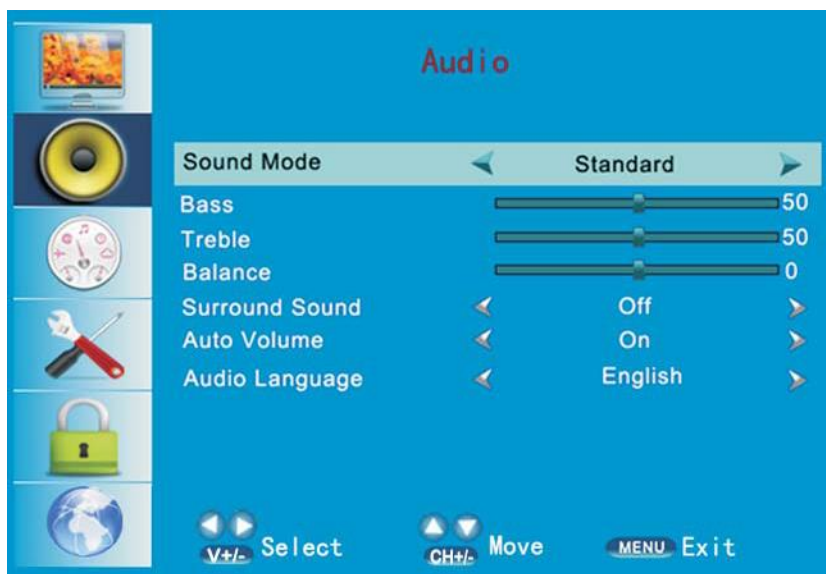 Audio
Sound Mode Standard
Bass 50
Treble 50
Balance 0
Surround Sound Off
Auto Volume On
Audio Language English
V+/- Select CH+/- Move MENU Exit